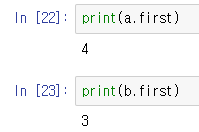 In [22]: print(a.first)
4
In [23]: print(b.first)
3